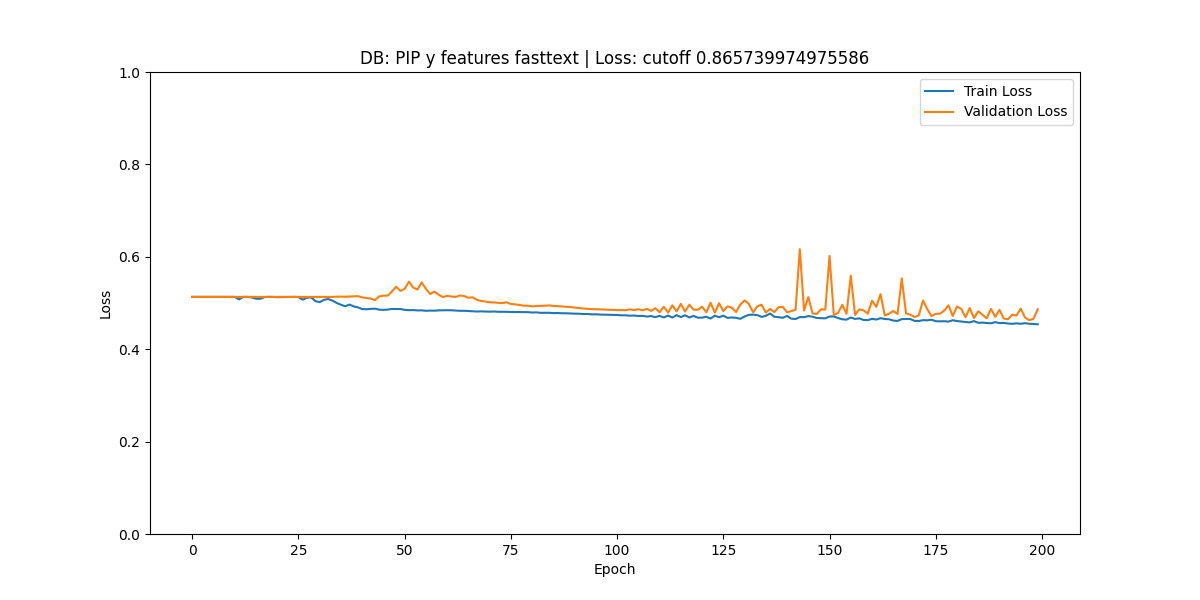 DB: PIP y features fasttext | Loss: cutoff 0.865739974975586
Train Loss
Validation Loss
1.0
0.8
0.6
0.4
0.2
0.0
Loss
0 25 50 75 100 125 150 175 200
Epoch